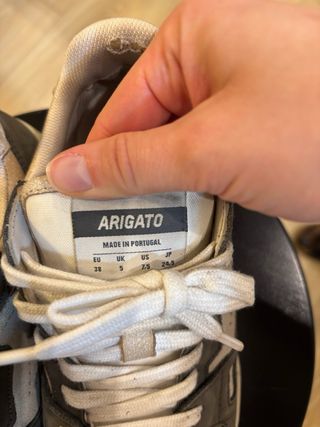 ARIGATO
MADE IN PORTUGAL
EU UK US JP
38 5 7.5 24.5